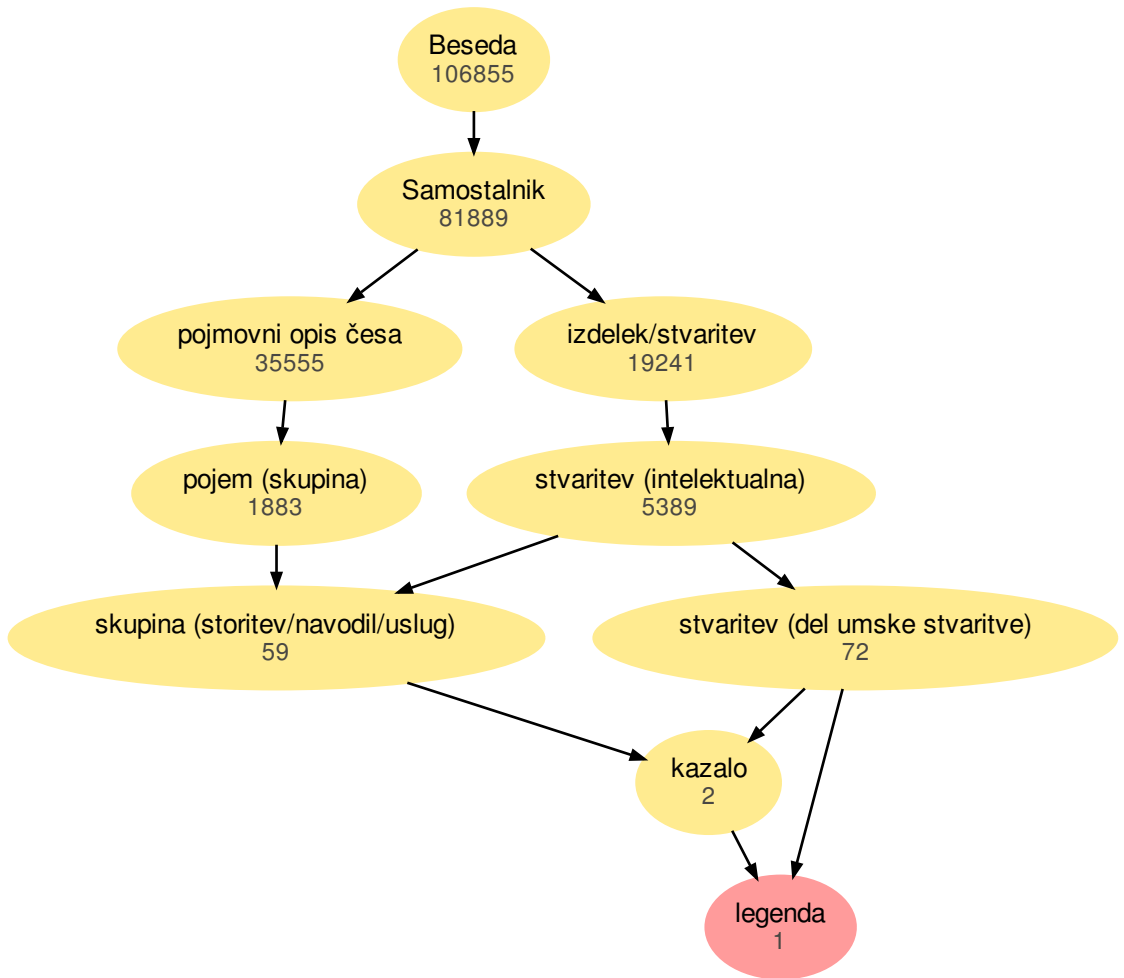 Beseda
106855
Samostalnik
81889
pojmovni opis česa
35555
izdelek/stvaritev
19241
pojem (skupina)
1883
stvaritev (intelektualna)
5389
skupina (storitev/navodil/uslug)
59
stvaritev (del umske stvaritve)
72
kazalo
2
legenda
1